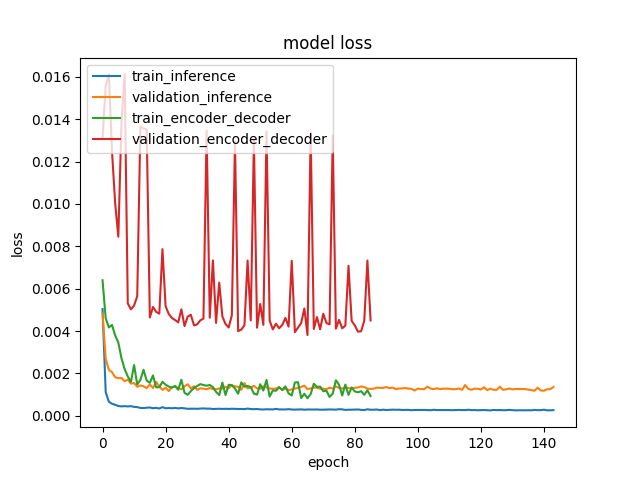 model loss
train_inference
validation_inference
train_encoder_decoder
validation_encoder_decoder
0.016
0.014
0.012
0.010
0.008
0.006
0.004
0.002
0.000
loss
0 20 40 60 80 100 120 140
epoch